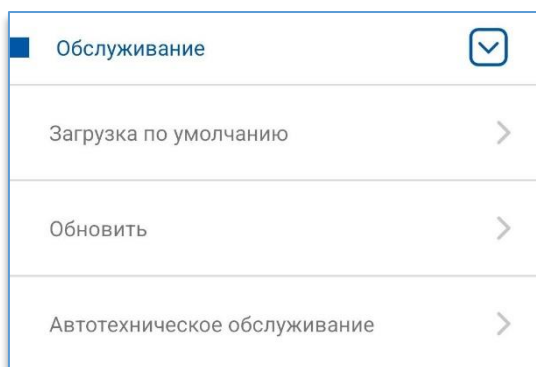 Обслуживание
Загрузка по умолчанию
Обновить
Автотехническое обслуживание